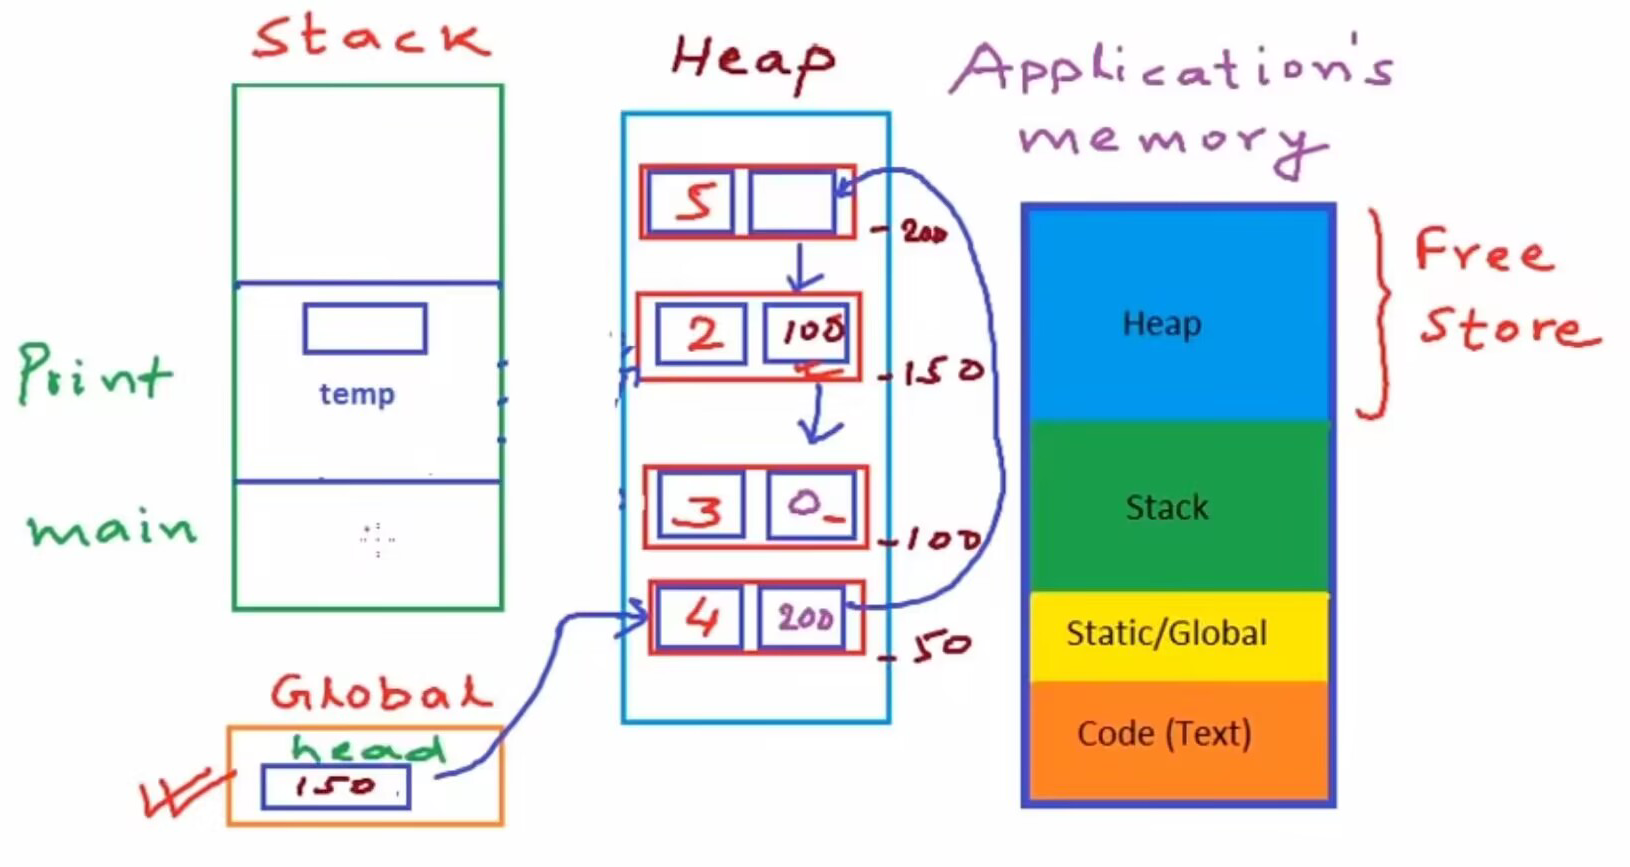 Stack
Print
temp
main
Global
head
150
Heap
5
- 200
2 100
- 150
3 0
- 100
4 200
- 50
Application's
memory
Heap
Stack
Static/Global
Code (Text)
Free
Store